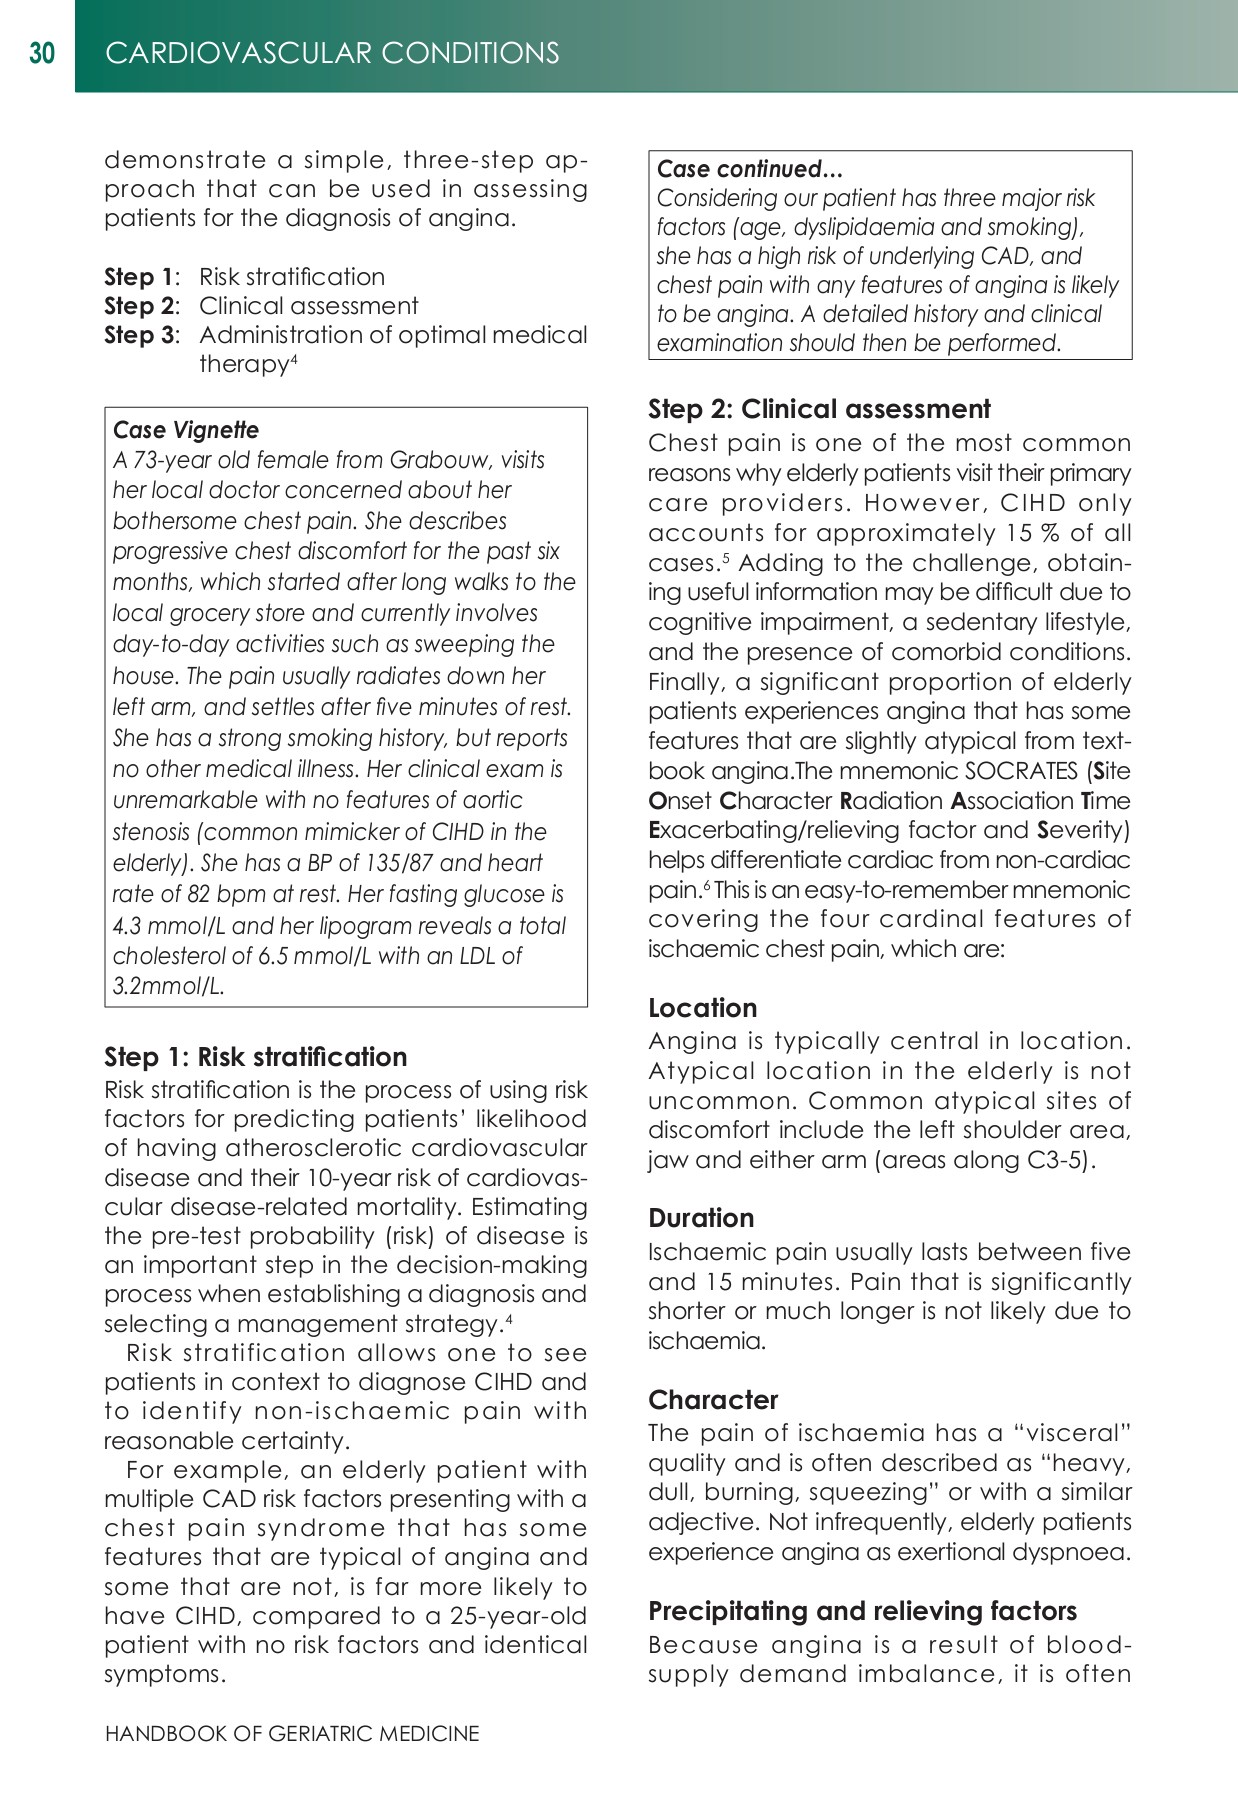 30
CARDIOVASCULAR CONDITIONS
demonstrate a simple, three-step ap-
proach that can be used in assessing
patients for the diagnosis of angina.
Step 1: Risk stratification
Step 2: Clinical assessment
Step 3: Administration of optimal medical
therapy⁴
Case Vignette
A 73-year old female from Grabouw, visits
her local doctor concerned about her
bothersome chest pain. She describes
progressive chest discomfort for the past six
months, which started after long walks to the
local grocery store and currently involves
day-to-day activities such as sweeping the
house. The pain usually radiates down her
left arm, and settles after five minutes of rest.
She has a strong smoking history, but reports
no other medical illness. Her clinical exam is
unremarkable with no features of aortic
stenosis (common mimicker of CIHD in the
elderly). She has a BP of 135/87 and heart
rate of 82 bpm at rest. Her fasting glucose is
4.3 mmol/L and her lipogram reveals a total
cholesterol of 6.5 mmol/L with an LDL of
3.2mmol/L.
Step 1: Risk stratification
Risk stratification is the process of using risk
factors for predicting patients’ likelihood
of having atherosclerotic cardiovascular
disease and their 10-year risk of cardiovas-
cular disease-related mortality. Estimating
the pre-test probability (risk) of disease is
an important step in the decision-making
process when establishing a diagnosis and
selecting a management strategy.⁴
Risk stratification allows one to see
patients in context to diagnose CIHD and
to identify non-ischaemic pain with
reasonable certainty.
For example, an elderly patient with
multiple CAD risk factors presenting with a
chest pain syndrome that has some
features that are typical of angina and
some that are not, is far more likely to
have CIHD, compared to a 25-year-old
patient with no risk factors and identical
symptoms.
Case continued…
Considering our patient has three major risk
factors (age, dyslipidaemia and smoking),
she has a high risk of underlying CAD, and
chest pain with any features of angina is likely
to be angina. A detailed history and clinical
examination should then be performed.
Step 2: Clinical assessment
Chest pain is one of the most common
reasons why elderly patients visit their primary
care providers. However, CIHD only
accounts for approximately 15 % of all
cases.⁵ Adding to the challenge, obtain-
ing useful information may be difficult due to
cognitive impairment, a sedentary lifestyle,
and the presence of comorbid conditions.
Finally, a significant proportion of elderly
patients experiences angina that has some
features that are slightly atypical from text-
book angina.The mnemonic SOCRATES (Site
Onset Character Radiation Association Time
Exacerbating/relieving factor and Severity)
helps differentiate cardiac from non-cardiac
pain.⁶ This is an easy-to-remember mnemonic
covering the four cardinal features of
ischaemic chest pain, which are:
Location
Angina is typically central in location.
Atypical location in the elderly is not
uncommon. Common atypical sites of
discomfort include the left shoulder area,
jaw and either arm (areas along C3-5).
Duration
Ischaemic pain usually lasts between five
and 15 minutes. Pain that is significantly
shorter or much longer is not likely due to
ischaemia.
Character
The pain of ischaemia has a “visceral”
quality and is often described as “heavy,
dull, burning, squeezing” or with a similar
adjective. Not infrequently, elderly patients
experience angina as exertional dyspnoea.
Precipitating and relieving factors
Because angina is a result of blood-
supply demand imbalance, it is often
HANDBOOK OF GERIATRIC MEDICINE